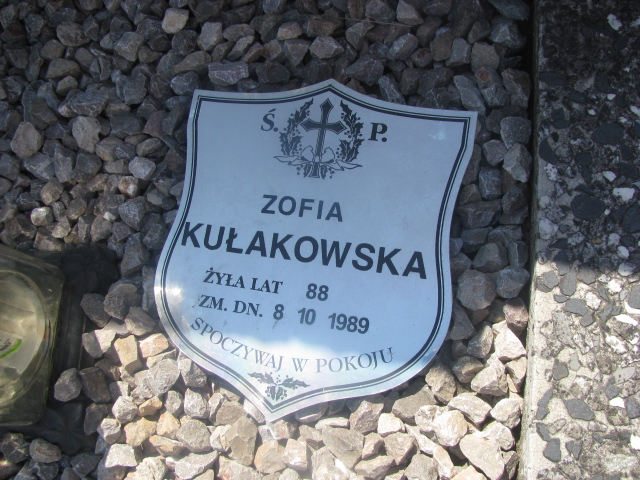 Ś. P.
ZOFIA
KUŁAKOWSKA
ŻYŁA LAT 88
ZM. DN. 8 10 1989
SPOCZYWAJ W POKOJU